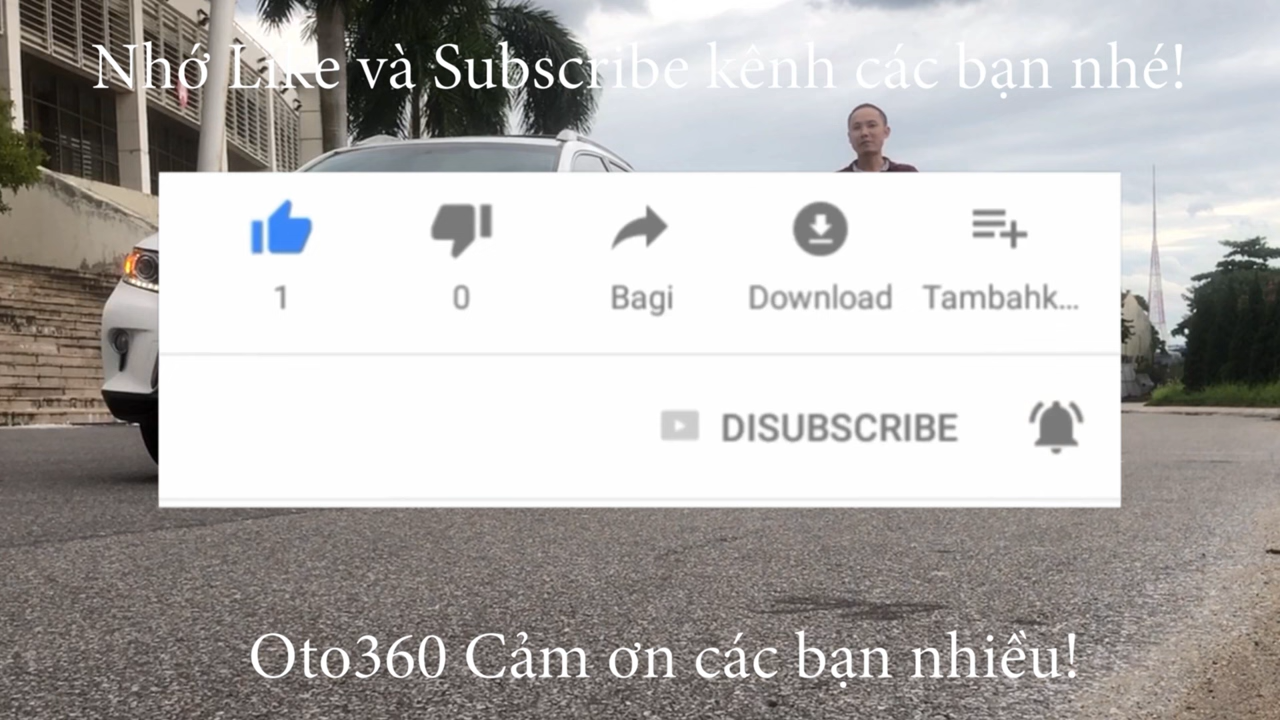 Nhớ Like và Subscribe kênh các bạn nhé!
1 0 Bagi Download Tambahk...
DISUBSCRIBE
Oto360 Cảm ơn các bạn nhiều!